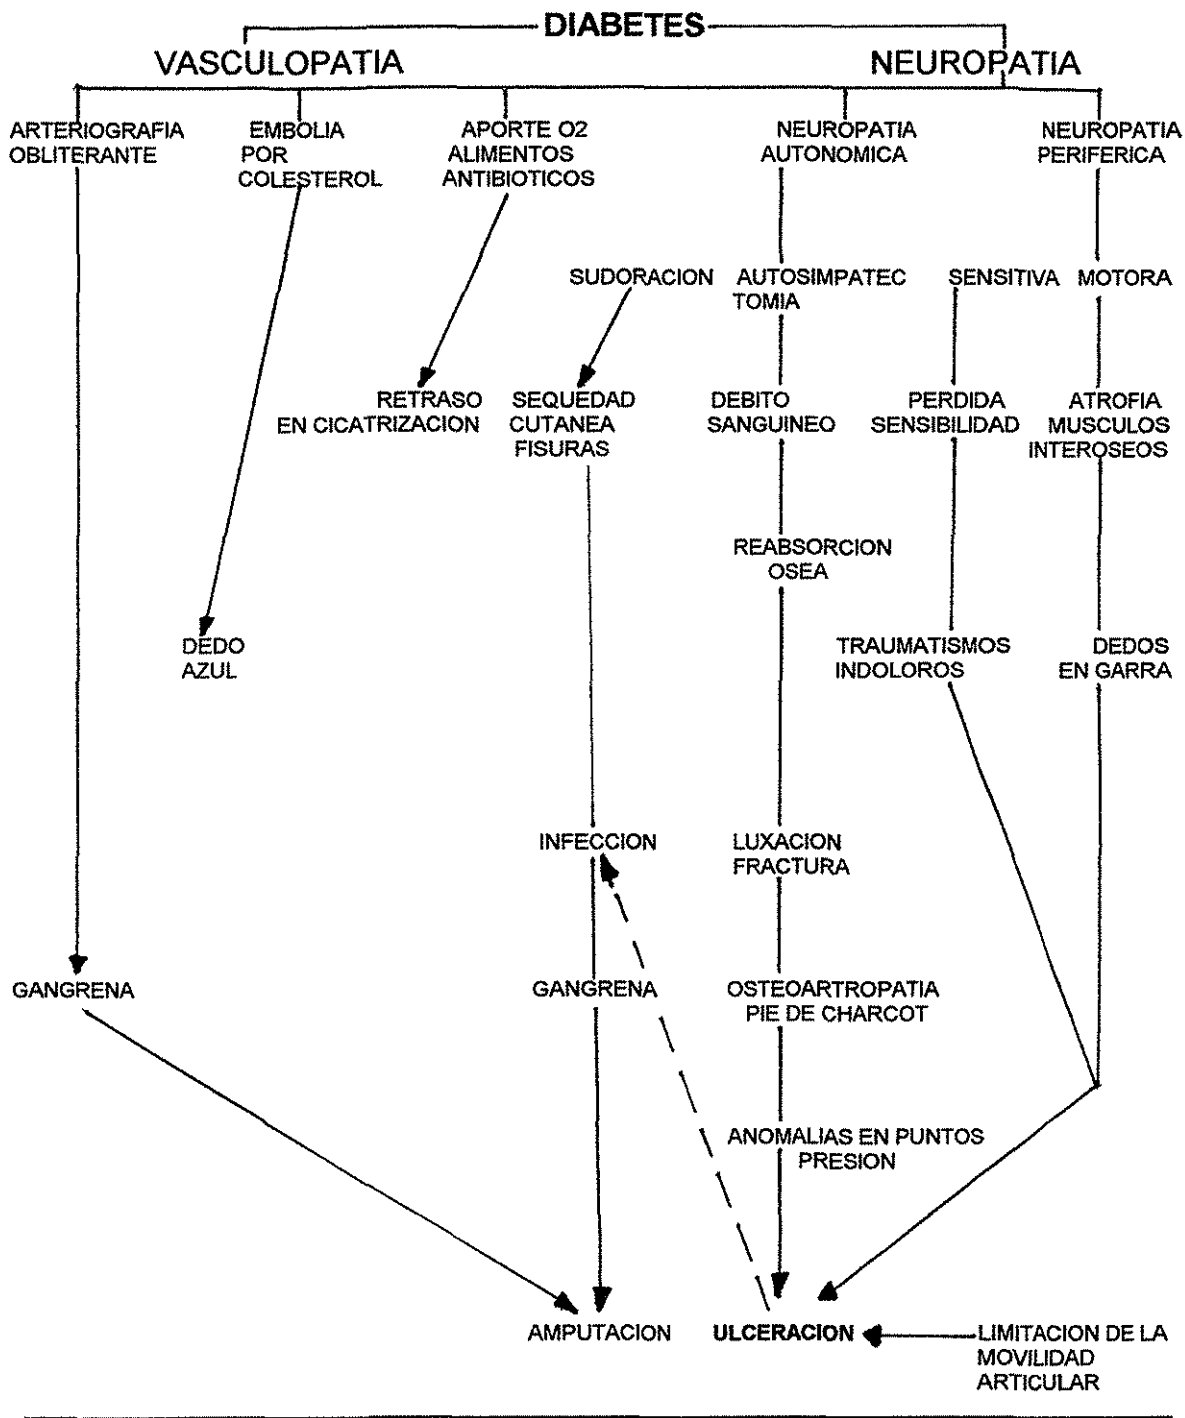 DIABETES
VASCULOPATIA
NEUROPATIA
ARTERIOGRAFIA
OBLITERANTE
EMBOLIA
POR
COLESTEROL
APORTE O2
ALIMENTOS
ANTIBIOTICOS
NEUROPATIA
AUTONOMICA
NEUROPATIA
PERIFERICA
SUDORACION
AUTOSIMPATEC
TOMIA
SENSITIVA
MOTORA
RETRASO
EN CICATRIZACION
SEQUEDAD
CUTANEA
FISURAS
DEBITO
SANGUINEO
PERDIDA
SENSIBILIDAD
ATROFIA
MUSCULOS
INTEROSEOS
REABSORCION
OSEA
DEDO
AZUL
TRAUMATISMOS
INDOLOROS
DEDOS
EN GARRA
INFECCION
LUXACION
FRACTURA
GANGRENA
GANGRENA
OSTEOARTROPATIA
PIE DE CHARCOT
ANOMALIAS EN PUNTOS
PRESION
AMPUTACION
ULCERACION
LIMITACION DE LA
MOVILIDAD
ARTICULAR